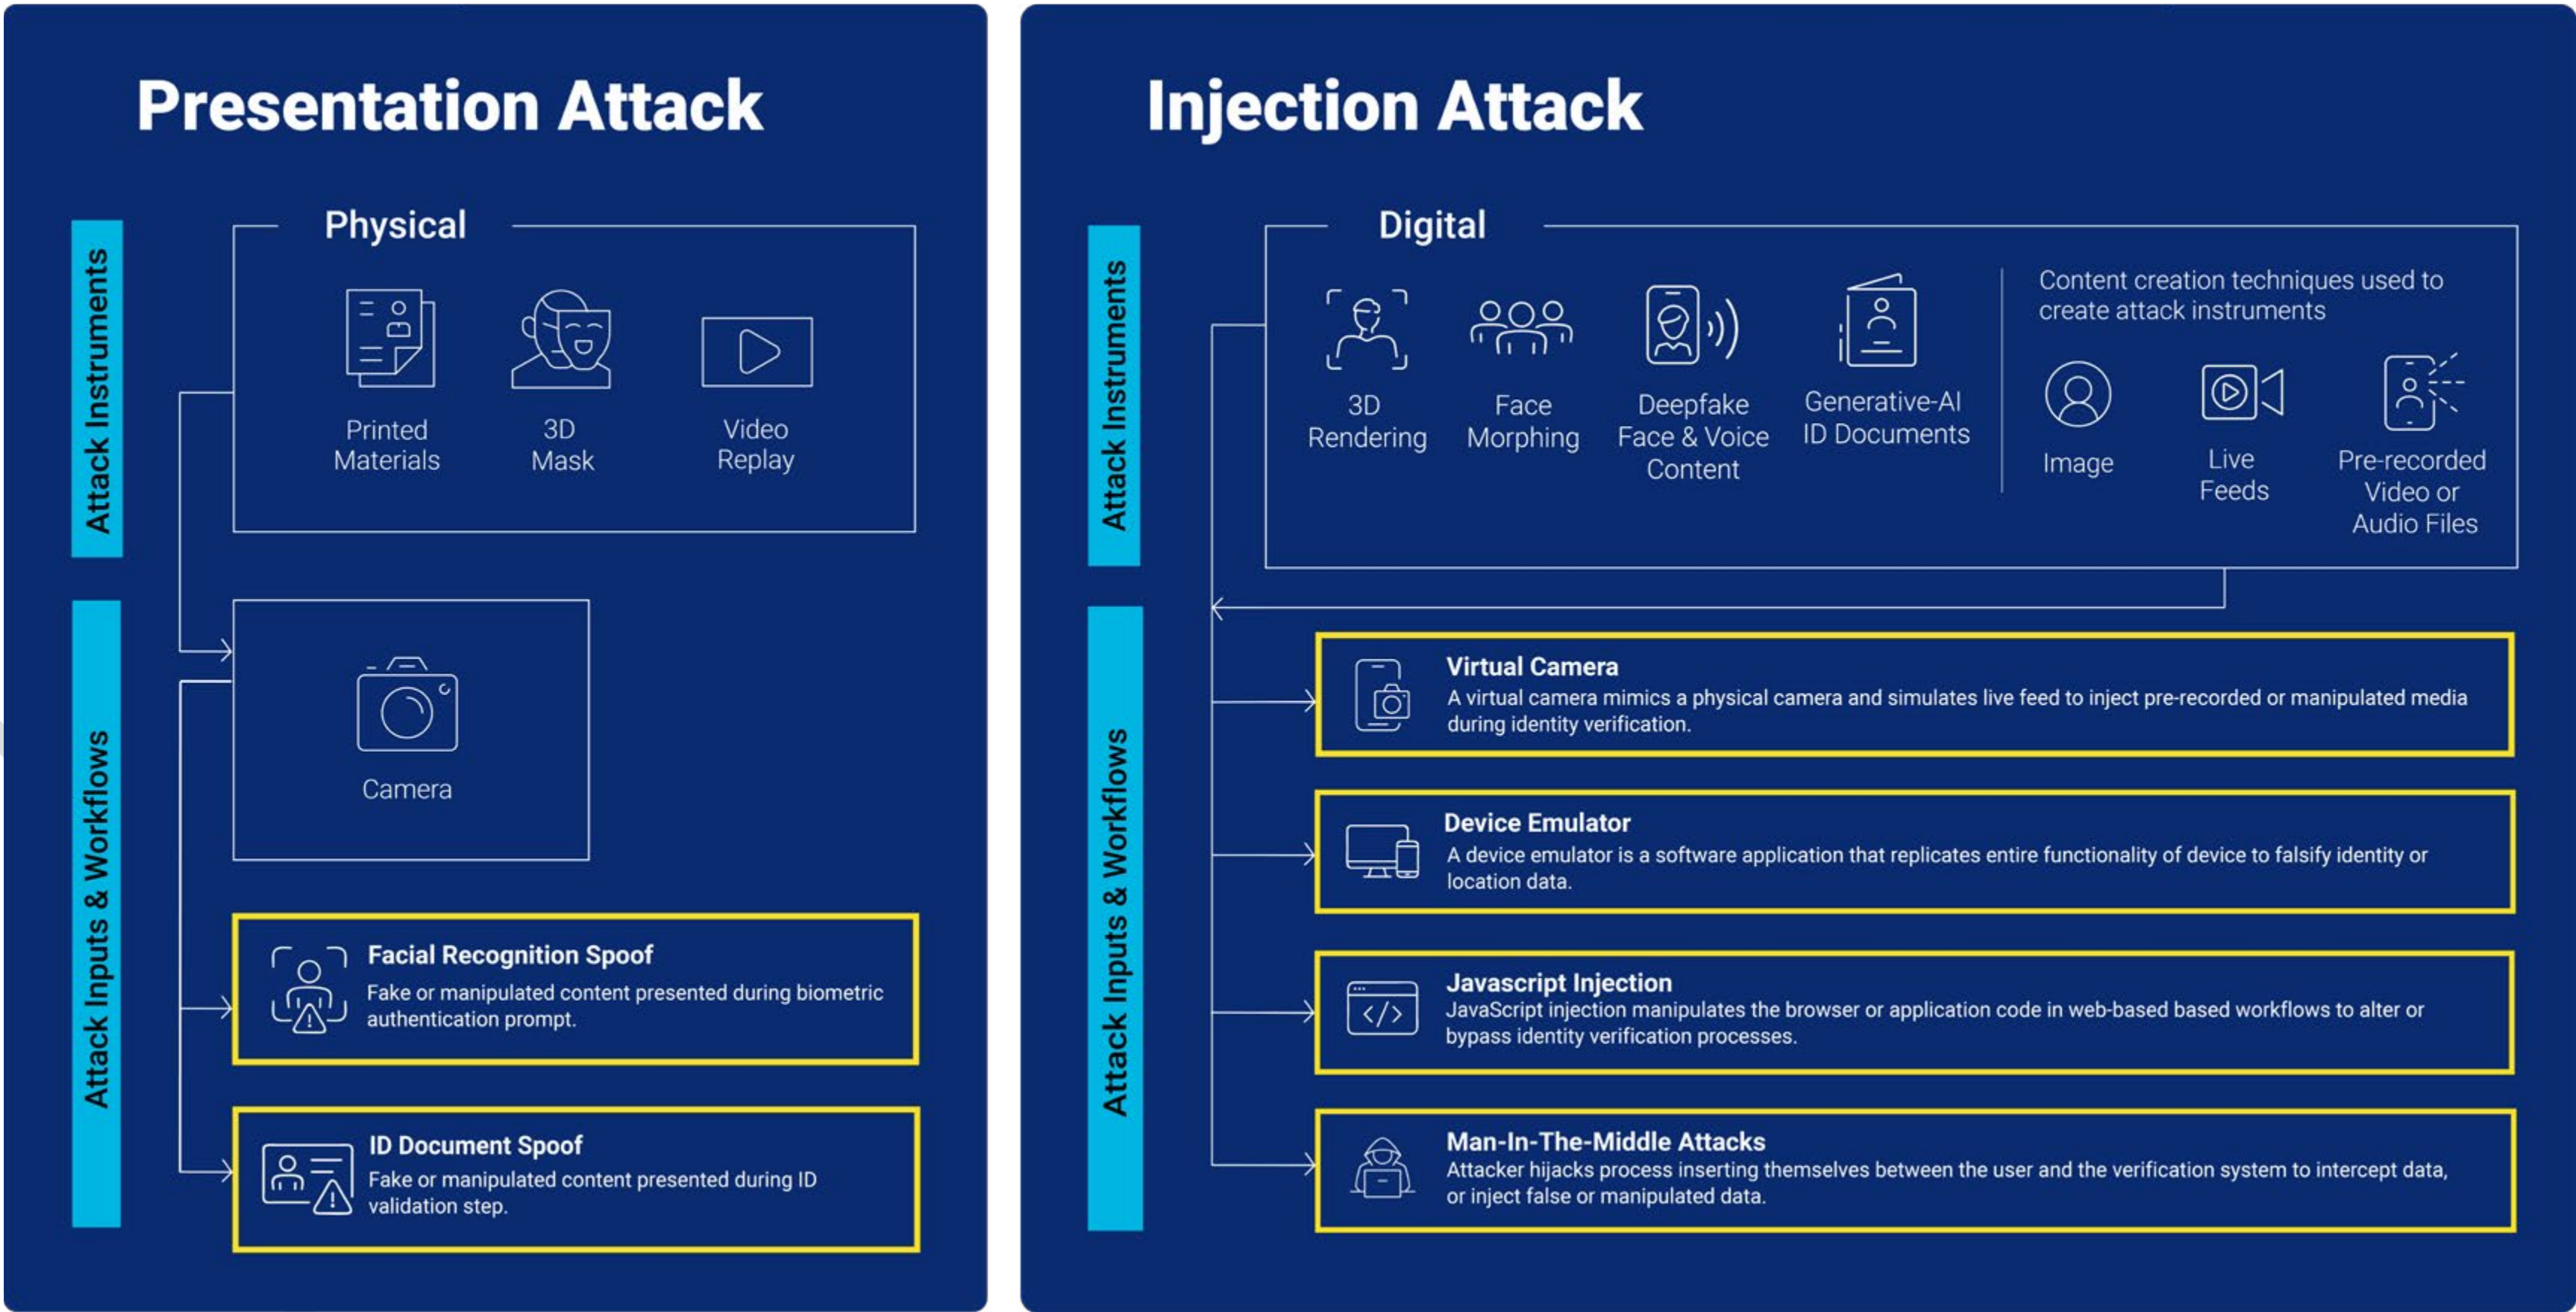 Presentation Attack
Attack Instruments
Physical
Printed
Materials
3D
Mask
Video
Replay
Attack Inputs & Workflows
Camera
Facial Recognition Spoof
Fake or manipulated content presented during biometric
authentication prompt.
ID Document Spoof
Fake or manipulated content presented during ID
validation step.
Injection Attack
Attack Instruments
Digital
3D
Rendering
Face
Morphing
Deepfake
Face & Voice
Content
Generative-AI
ID Documents
Content creation techniques used to
create attack instruments
Image
Live
Feeds
Pre-recorded
Video or
Audio Files
Attack Inputs & Workflows
Virtual Camera
A virtual camera mimics a physical camera and simulates live feed to inject pre-recorded or manipulated media
during identity verification.
Device Emulator
A device emulator is a software application that replicates entire functionality of device to falsify identity or
location data.
Javascript Injection
JavaScript injection manipulates the browser or application code in web-based based workflows to alter or
bypass identity verification processes.
Man-In-The-Middle Attacks
Attacker hijacks process inserting themselves between the user and the verification system to intercept data,
or inject false or manipulated data.